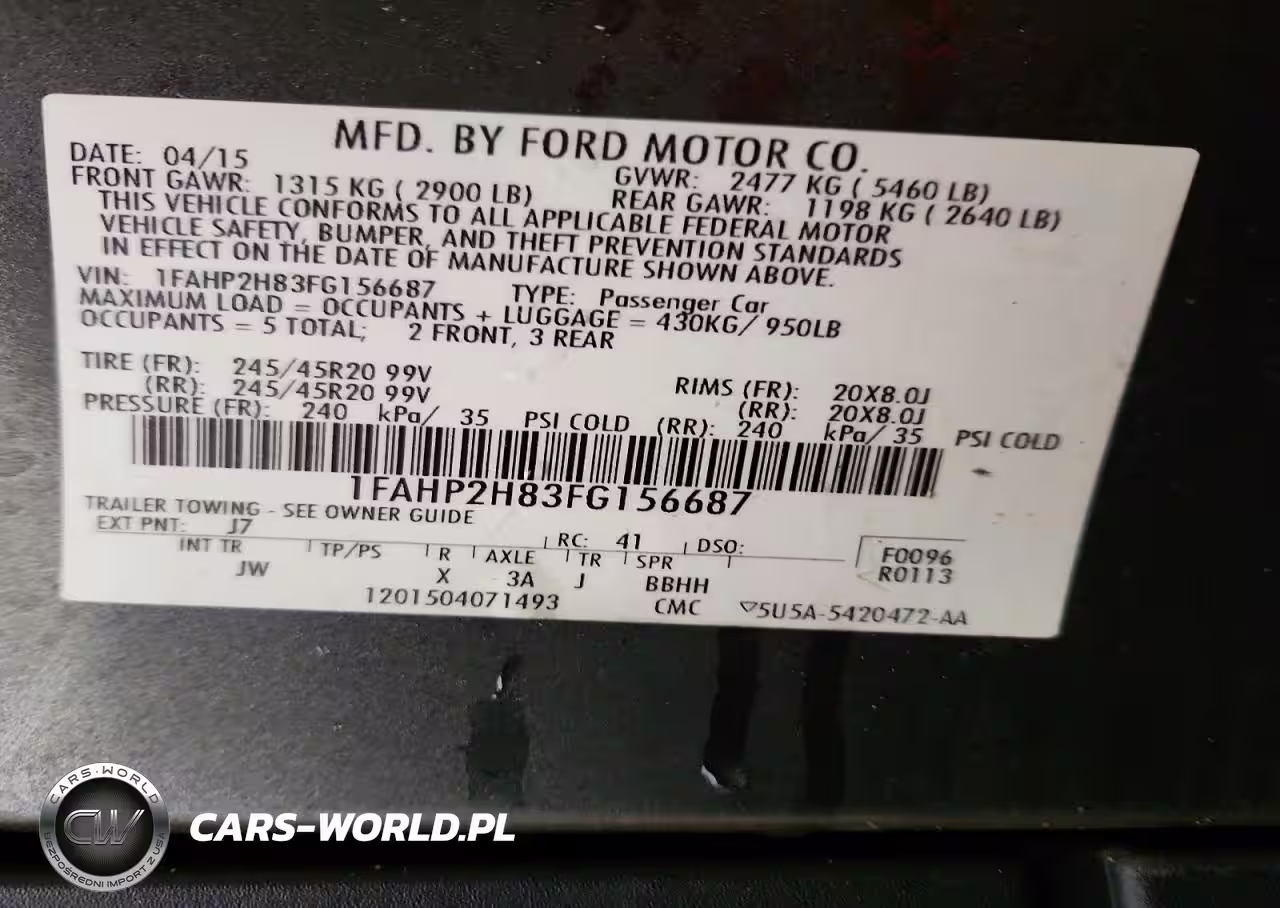 MFD. BY FORD MOTOR CO.
DATE: 04/15 GVWR: 2477 KG ( 5460 LB)
FRONT GAWR: 1315 KG ( 2900 LB) REAR GAWR: 1198 KG ( 2640 LB)
THIS VEHICLE CONFORMS TO ALL APPLICABLE FEDERAL MOTOR
VEHICLE SAFETY, BUMPER, AND THEFT PREVENTION STANDARDS
IN EFFECT ON THE DATE OF MANUFACTURE SHOWN ABOVE.
VIN: 1FAHP2H83FG156687 TYPE: Passenger Car
MAXIMUM LOAD = OCCUPANTS + LUGGAGE = 430KG/ 950LB
OCCUPANTS = 5 TOTAL; 2 FRONT, 3 REAR
TIRE (FR): 245/45R20 99V RIMS (FR): 20X8.0J
(RR): 245/45R20 99V (RR): 20X8.0J
PRESSURE (FR): 240 kPa/ 35 PSI COLD (RR): 240 kPa/ 35 PSI COLD
1FAHP2H83FG156687
TRAILER TOWING - SEE OWNER GUIDE
EXT PNT: J7 RC: 41 DSO:
INT TR TP/PS R AXLE TR SPR F0096
JW X 3A J BBHH R0113
1201504071493 CMC ▽5U5A-5420472-AA
CARS-WORLD
CW
BEZPOŚREDNI IMPORT Z USA
CARS-WORLD.PL